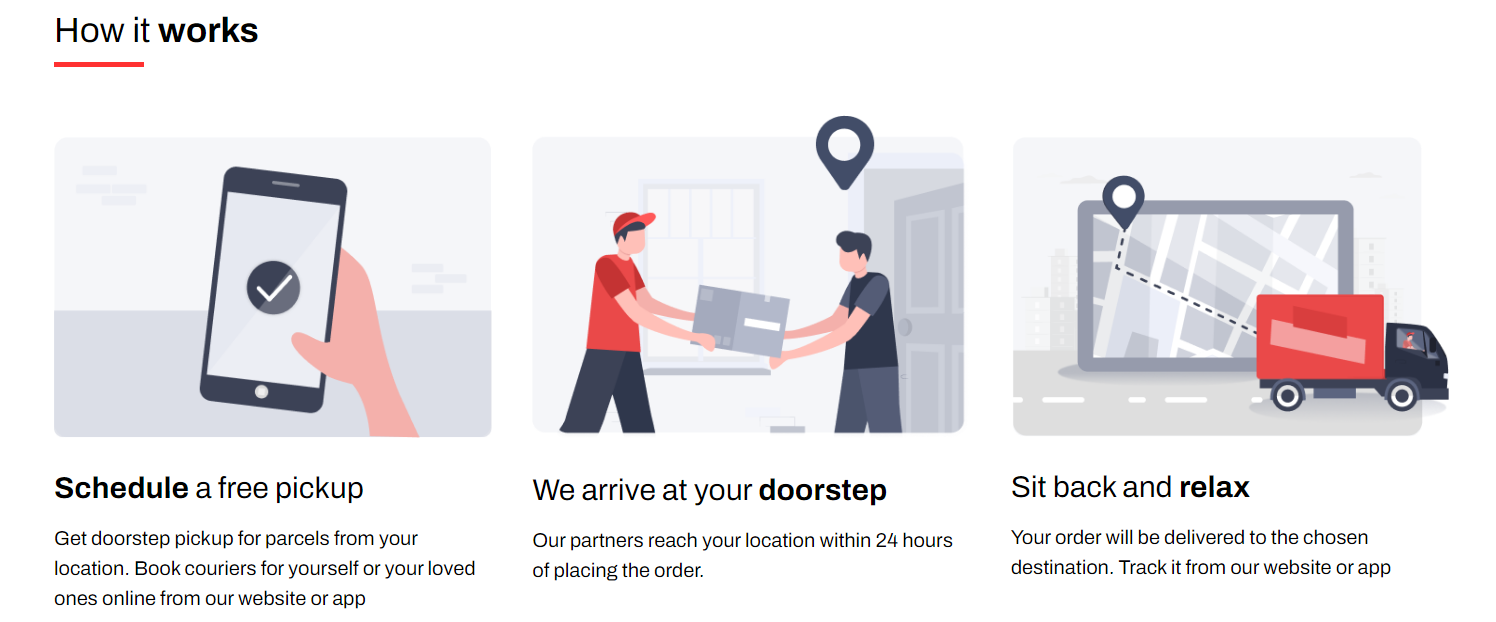 How it works
Schedule a free pickup
Get doorstep pickup for parcels from your
location. Book couriers for yourself or your loved
ones online from our website or app
We arrive at your doorstep
Our partners reach your location within 24 hours
of placing the order.
Sit back and relax
Your order will be delivered to the chosen
destination. Track it from our website or app